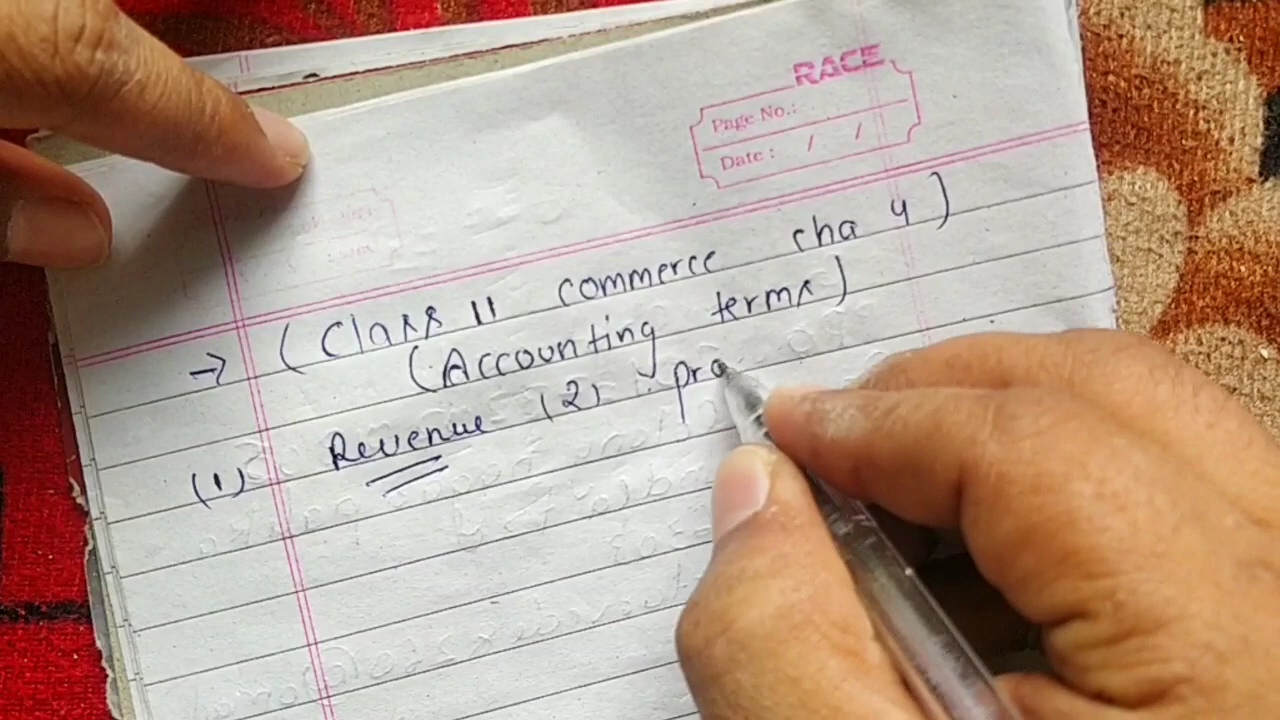 RACE
Page No.:
Date : / /
→ (Class 11 commerce cha 4)
(Accounting terms)
(1) Revenue (2) pro